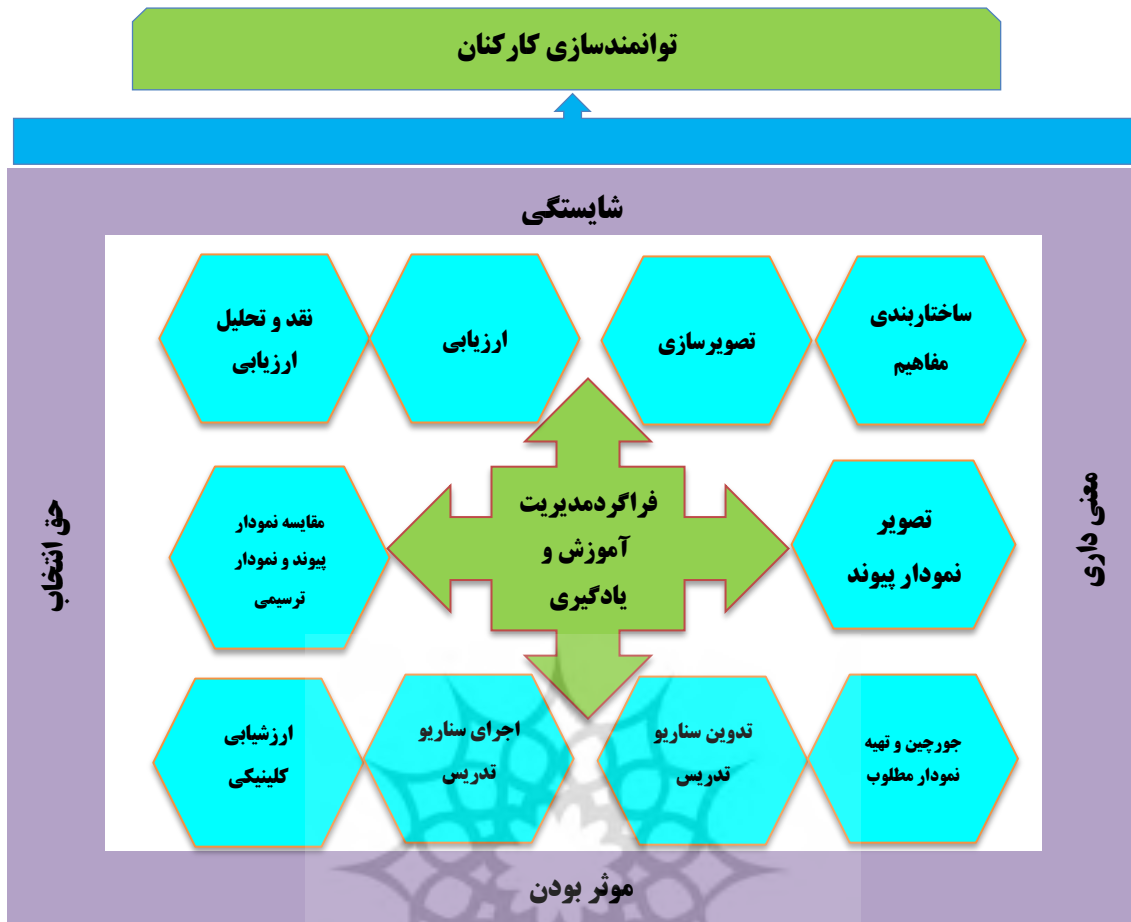 توانمندسازی کارکنان
شایستگی
ساختاربندی
مفاهیم
تصویرسازی
ارزیابی
نقد و تحلیل
ارزیابی
معنی داری
تصویر
نمودار پیوند
فراگردمدیریت
آموزش و
یادگیری
مقایسه نمودار
پیوند و نمودار
ترسیمی
حق انتخاب
جورچین و تهیه
نمودار مطلوب
تدوین سناریو
تدریس
اجرای سناریو
تدریس
ارزشیابی
کلینیکی
موثر بودن